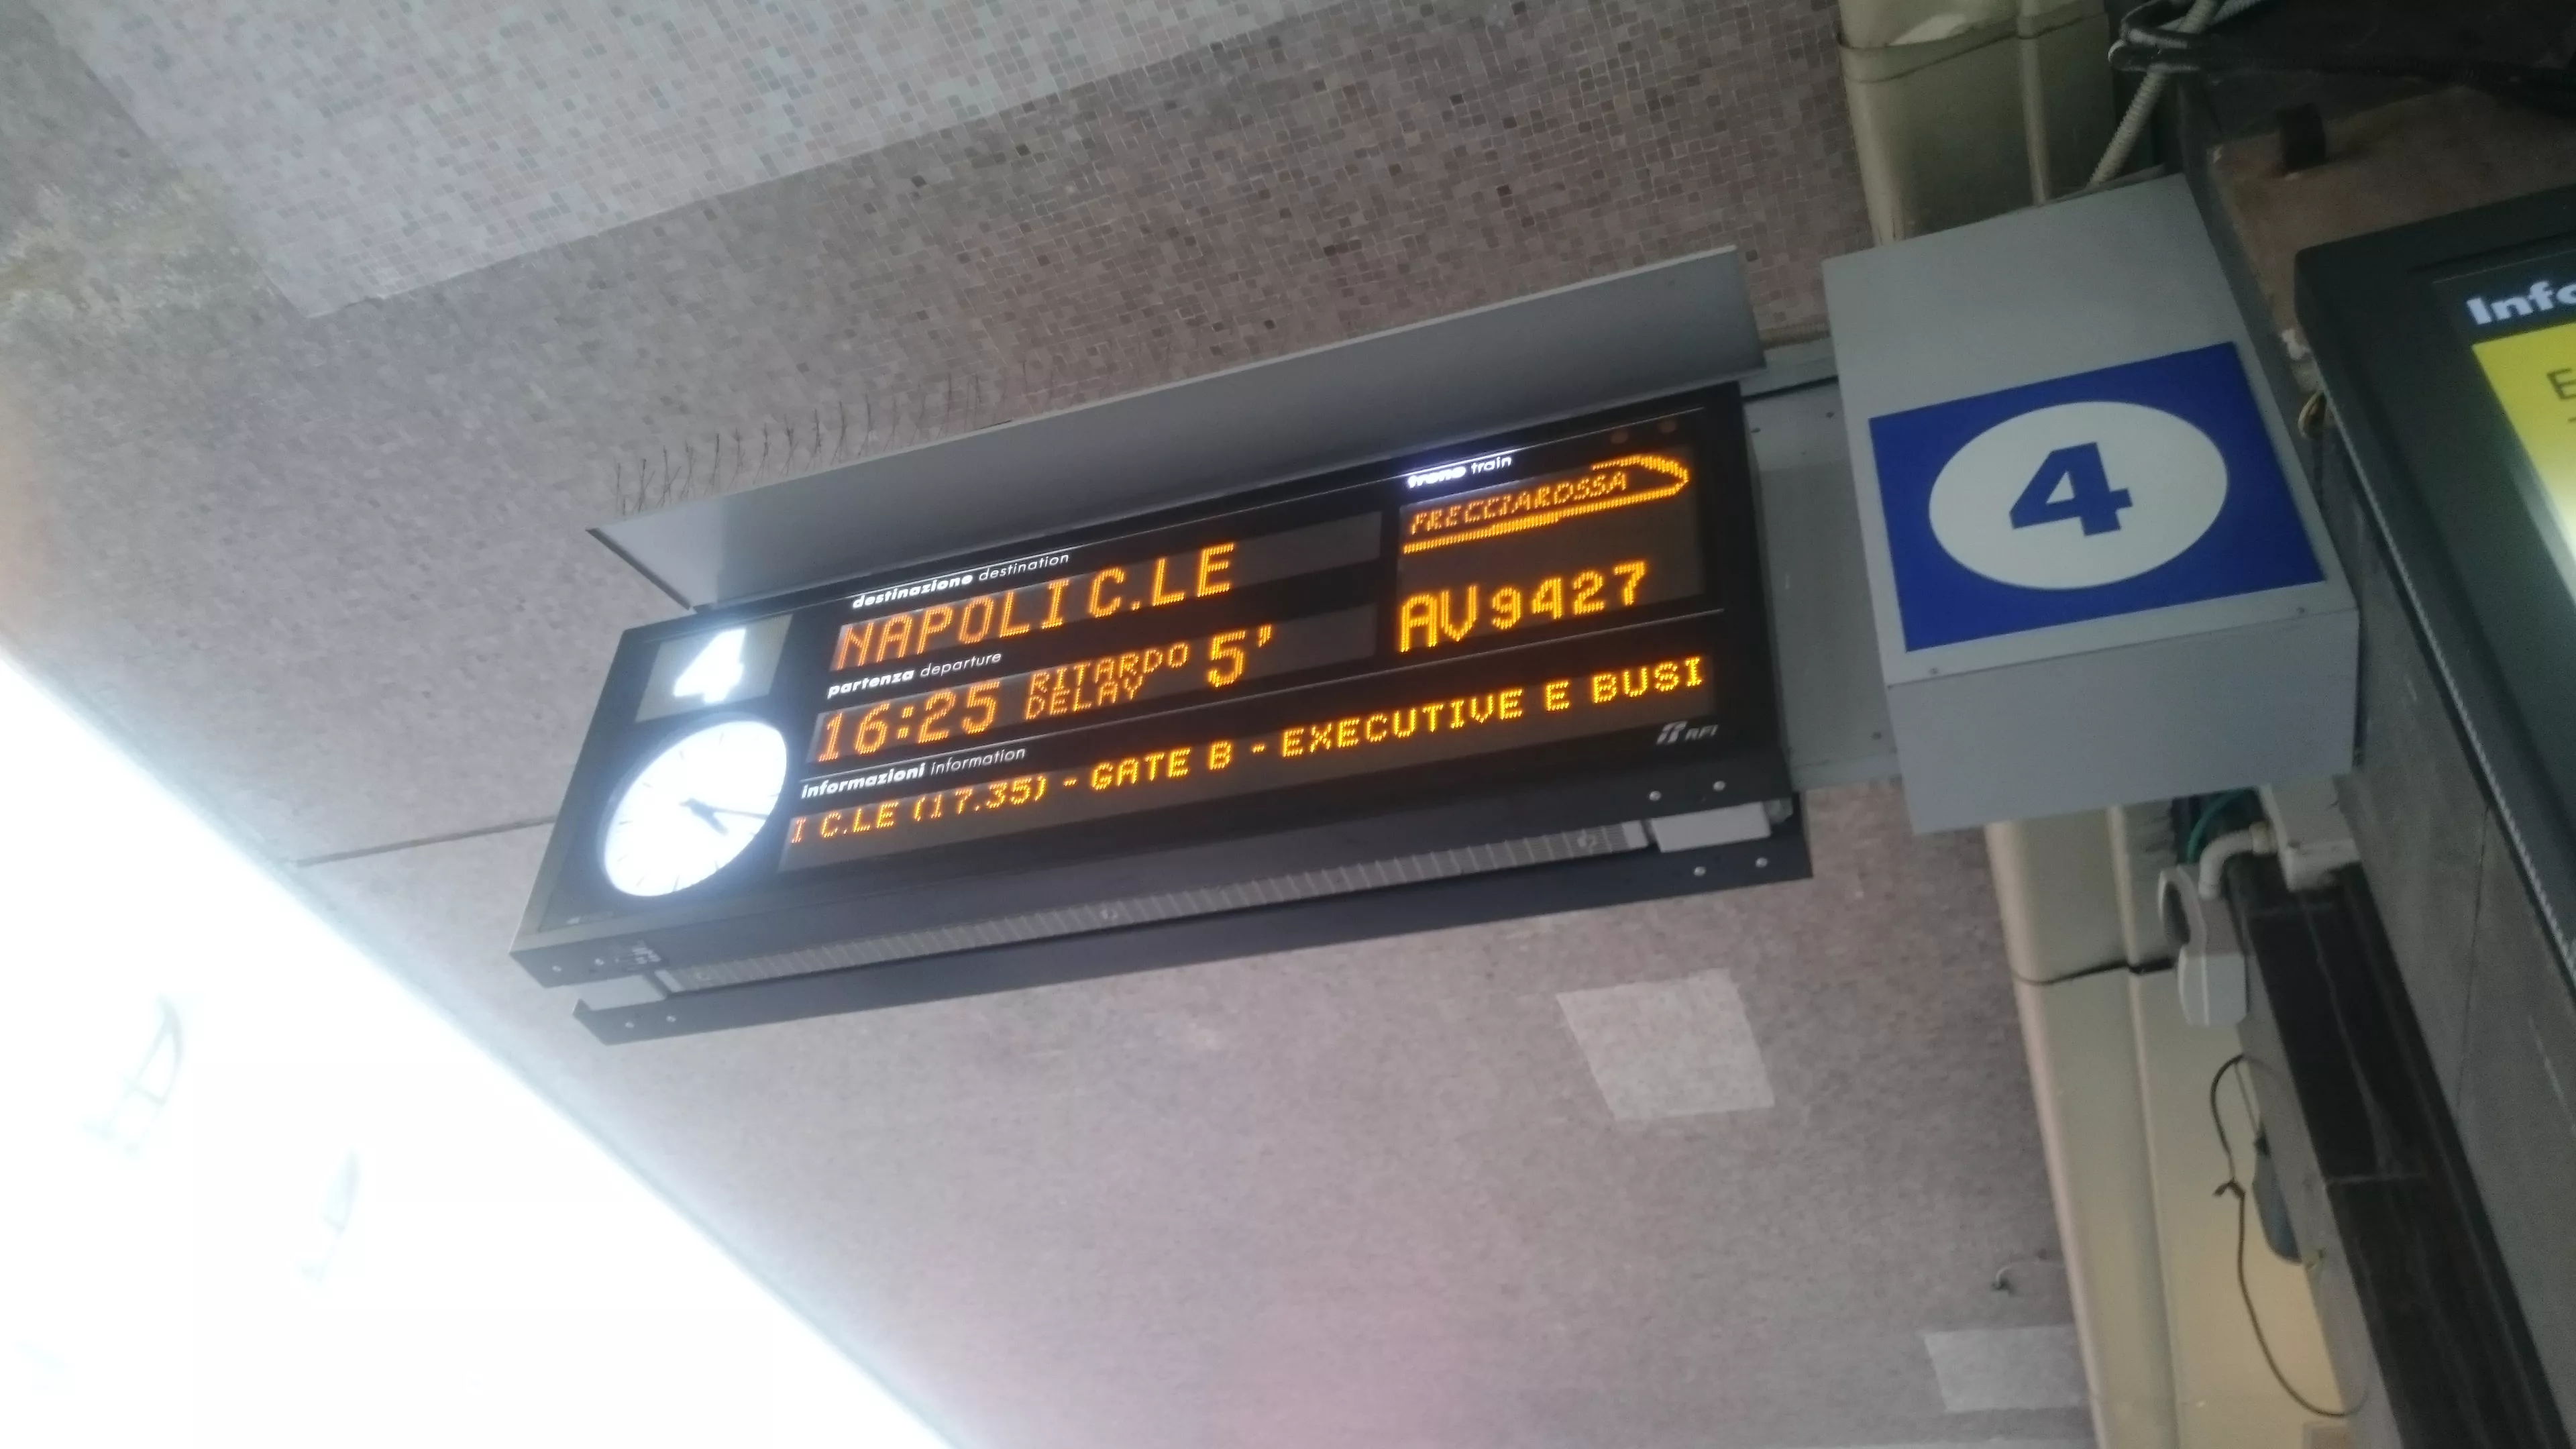 4
destinazione destination
NAPOLI C.LE
treno train
FRECCIAROSSA
AV 9427
partenza departure
16:25 RITARDO DELAY 5'
informazioni information
I C.LE (17.35) - GATE B - EXECUTIVE E BUSI
RFI
4
Info
E